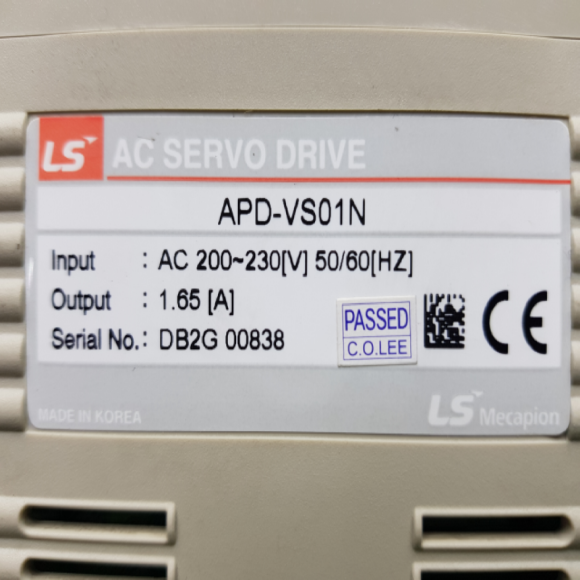 LS AC SERVO DRIVE
APD-VS01N
Input : AC 200~230[V] 50/60[HZ]
Output : 1.65 [A]
Serial No.: DB2G 00838
PASSED
C.O.LEE
CE
MADE IN KOREA
LS Mecapion